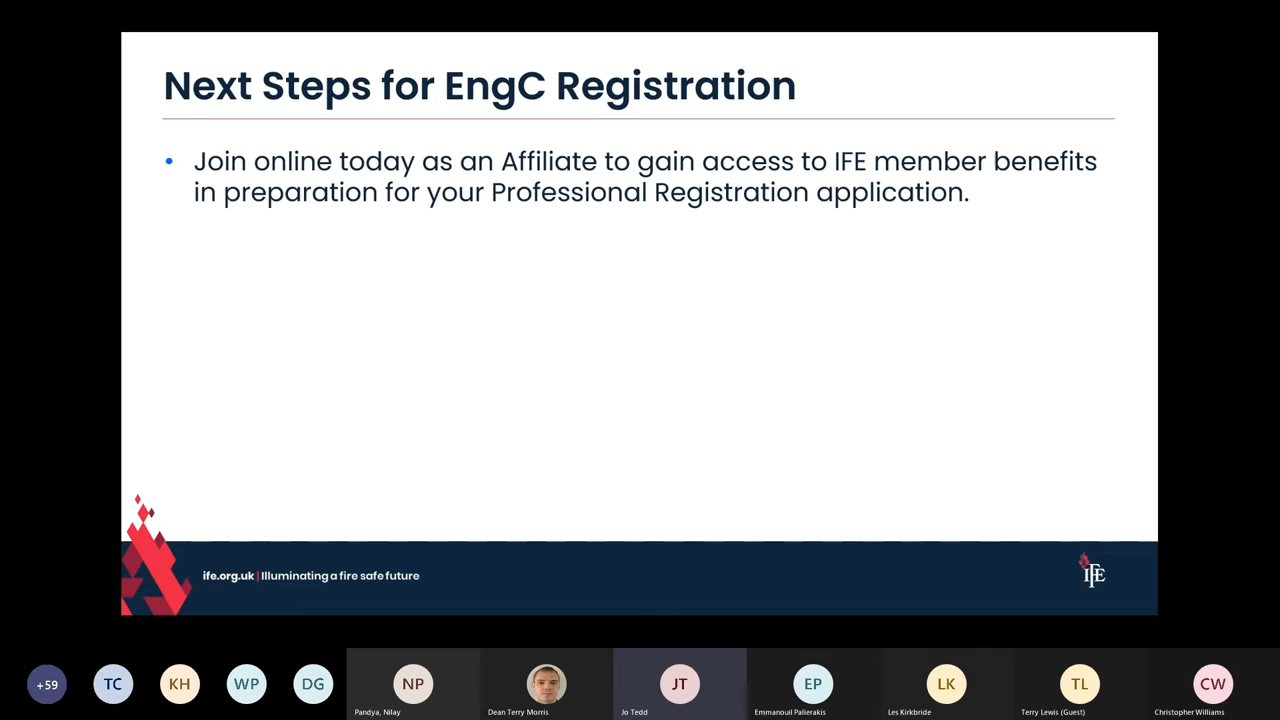 Next Steps for EngC Registration
• Join online today as an Affiliate to gain access to IFE member benefits
in preparation for your Professional Registration application.
ife.org.uk | Illuminating a fire safe future
IFE
+59
TC
KH
WP
DG
NP
JT
EP
LK
TL
CW
Pandya, Nilay
Dean Terry Morris
Jo Tedd
Emmanouil Palierakis
Les Kirkbride
Terry Lewis (Guest)
Christopher Williams